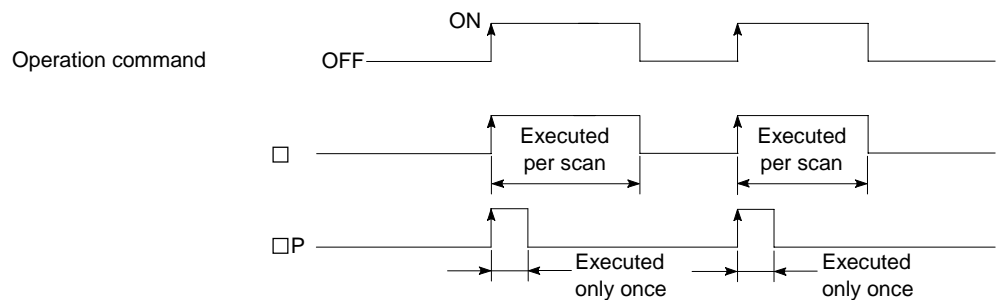 ON
Operation command OFF
Executed Executed
□ per scan per scan
□P
Executed Executed
only once only once